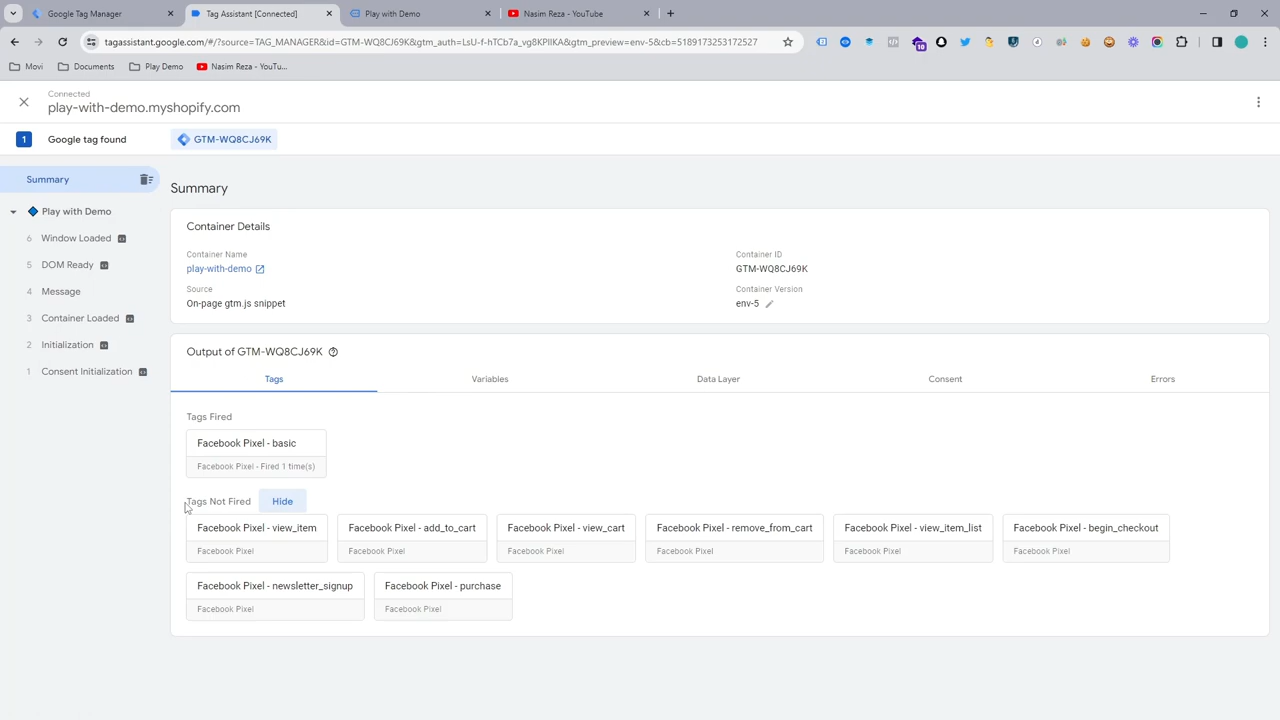 Google Tag Manager
Tag Assistant [Connected]
Play with Demo
Nasim Reza - YouTube
tagassistant.google.com/#/?source=TAG_MANAGER&id=GTM-WQ8CJ69K&gtm_auth=LsU-f-hTCb7a_vg8KPlIKA&gtm_preview=env-5&cb=5189173253172527
10
Movi
Documents
Play Demo
Nasim Reza - YouTu...
Connected
play-with-demo.myshopify.com
1 Google tag found
GTM-WQ8CJ69K
Summary
Play with Demo
6 Window Loaded
5 DOM Ready
4 Message
3 Container Loaded
2 Initialization
1 Consent Initialization
Summary
Container Details
Container Name
play-with-demo
Container ID
GTM-WQ8CJ69K
Source
On-page gtm.js snippet
Container Version
env-5
Output of GTM-WQ8CJ69K
Tags
Variables
Data Layer
Consent
Errors
Tags Fired
Facebook Pixel - basic
Facebook Pixel - Fired 1 time(s)
Tags Not Fired
Hide
Facebook Pixel - view_item
Facebook Pixel
Facebook Pixel - add_to_cart
Facebook Pixel
Facebook Pixel - view_cart
Facebook Pixel
Facebook Pixel - remove_from_cart
Facebook Pixel
Facebook Pixel - view_item_list
Facebook Pixel
Facebook Pixel - begin_checkout
Facebook Pixel
Facebook Pixel - newsletter_signup
Facebook Pixel
Facebook Pixel - purchase
Facebook Pixel